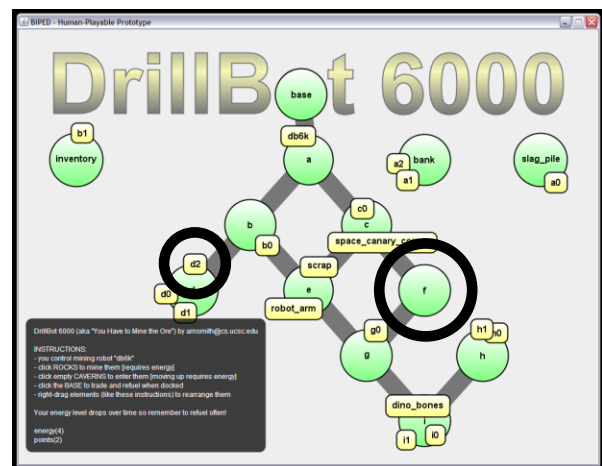 BIPED - Human-Playable Prototype
DrillBot 6000
base
db6k
b1
inventory
a
a2
bank
a1
slag_pile
a0
c0
b
c
b0
space_canary_co
d2
scrap
d0
d1
e
f
robot_arm
g0
h1
g
h
dino_bones
i1
i0
DrillBot 6000 (aka "You Have to Mine the Ore") by amsmith@cs.ucsc.edu
INSTRUCTIONS:
- you control mining robot "db6k"
- click ROCKS to mine them [requires energy]
- click empty CAVERNS to enter them [moving up requires energy]
- click the BASE to trade and refuel when docked
- right-drag elements (like these instructions) to rearrange them
Your energy level drops over time so remember to refuel often!
energy(4)
points(2)